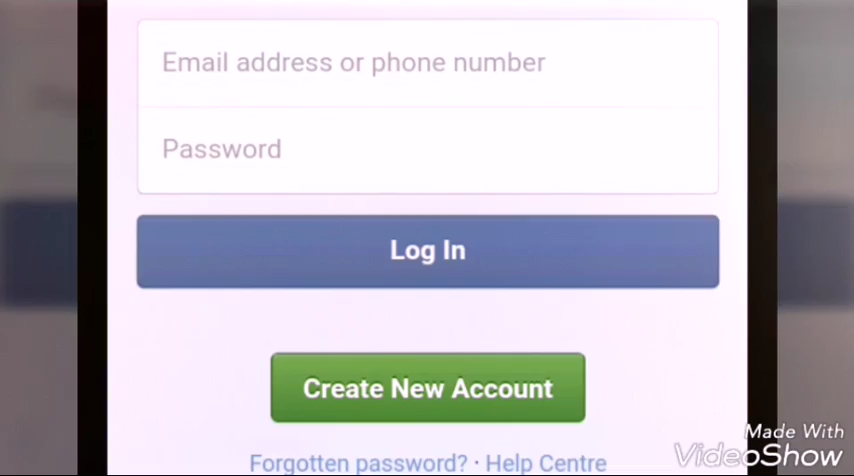 Email address or phone number
Password
Log In
Create New Account
Forgotten password? · Help Centre
Made With
VideoShow